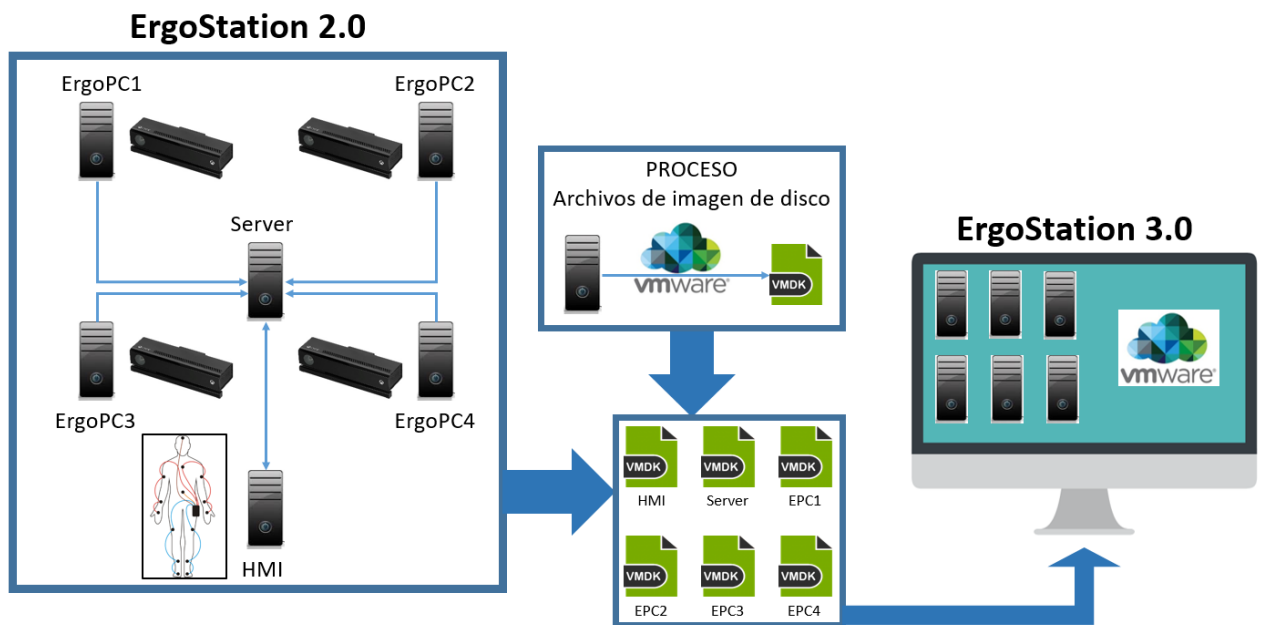 ErgoStation 2.0
ErgoPC1
ErgoPC2
Server
ErgoPC3
ErgoPC4
HMI
PROCESO
Archivos de imagen de disco
vmware®
VMDK
VMDK
VMDK
VMDK
HMI
Server
EPC1
VMDK
VMDK
VMDK
EPC2
EPC3
EPC4
ErgoStation 3.0
vmware®